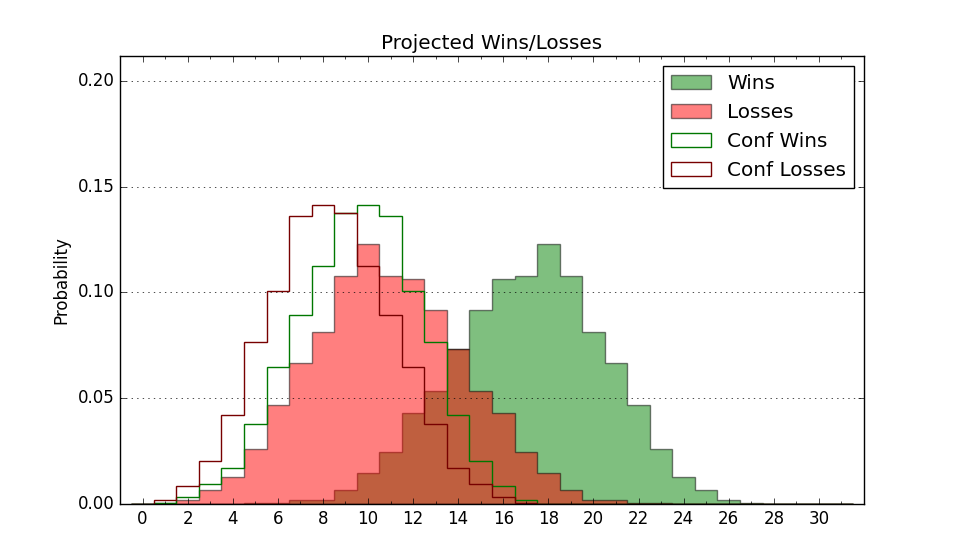 Projected Wins/Losses
0.20
0.15
0.10
0.05
0.00
Probability
Wins
Losses
Conf Wins
Conf Losses
0 2 4 6 8 10 12 14 16 18 20 22 24 26 28 30